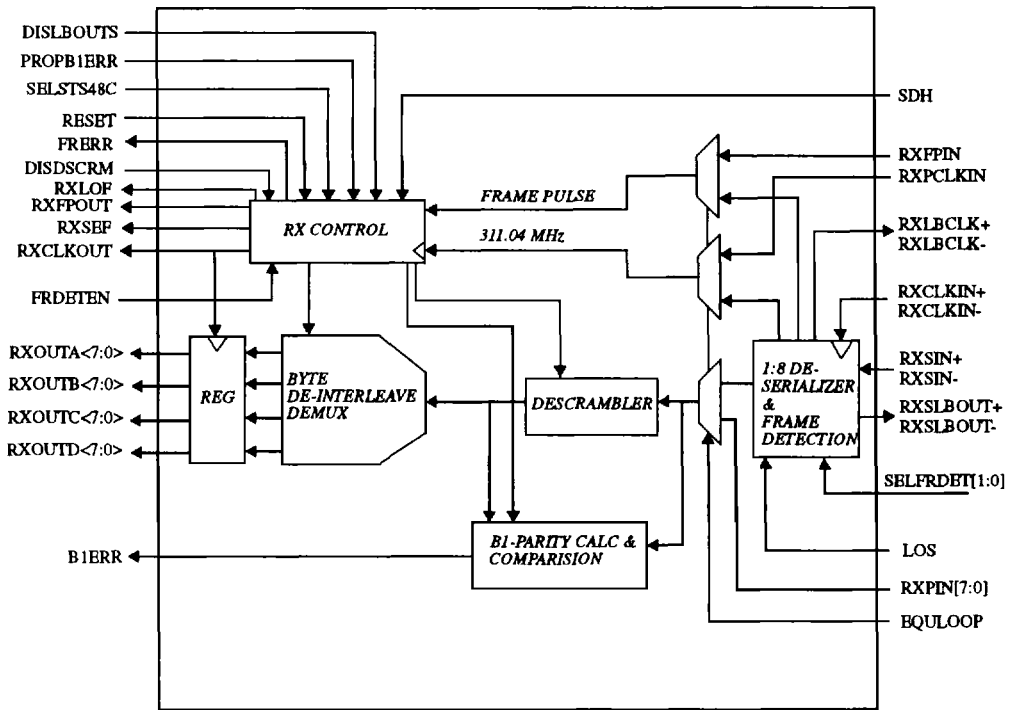 DISLBOUTS
PROPB1ERR
SELSTS48C
RESET
FRERR
DISDSCRM
RXLOF
RXFPOUT
RXSEF
RXCLKOUT
FRDETEN
RXOUTA<7:0>
RXOUTB<7:0>
RXOUTC<7:0>
RXOUTD<7:0>
B1ERR
RX CONTROL
FRAME PULSE
311.04 MHz
REG
BYTE
DE-INTERLEAVE
DEMUX
DESCRAMBLER
B1-PARITY CALC &
COMPARISION
1:8 DE-
SERIALIZER
&
FRAME
DETECTION
SDH
RXFPIN
RXPCLKIN
RXLBCLK+
RXLBCLK-
RXCLKIN+
RXCLKIN-
RXSIN+
RXSIN-
RXSLBOUT+
RXSLBOUT-
SELFRDET[1:0]
LOS
RXPIN[7:0]
EQULOOP